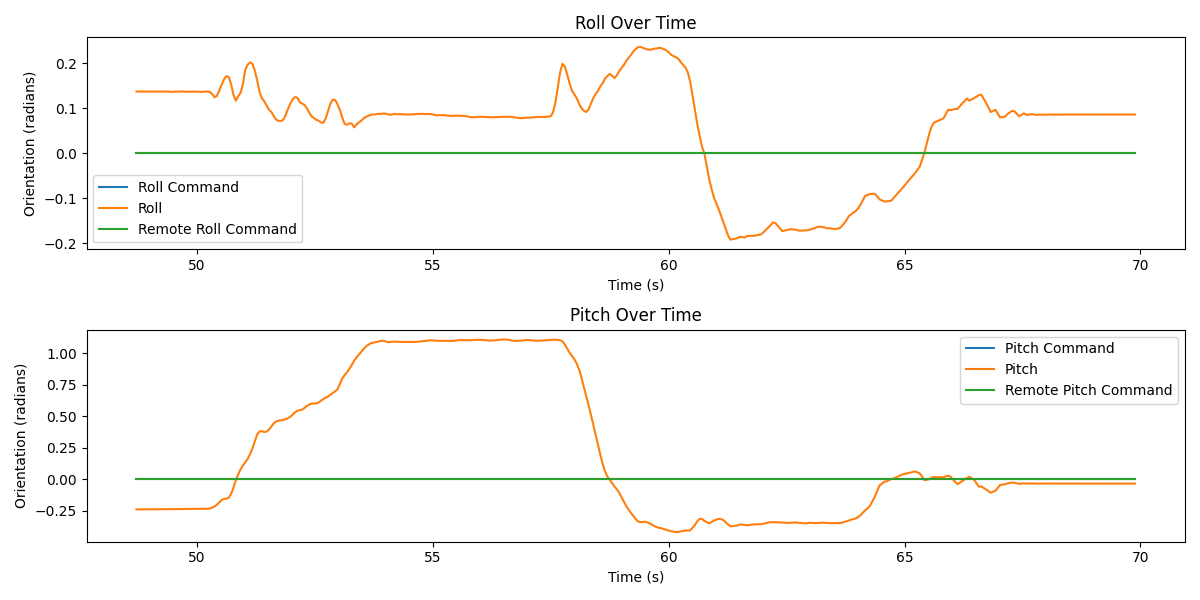 Roll Over Time
Orientation (radians)
0.2
0.1
0.0
−0.1
−0.2
Roll Command
Roll
Remote Roll Command
50
55
60
65
70
Time (s)
Pitch Over Time
Orientation (radians)
1.00
0.75
0.50
0.25
0.00
−0.25
Pitch Command
Pitch
Remote Pitch Command
50
55
60
65
70
Time (s)